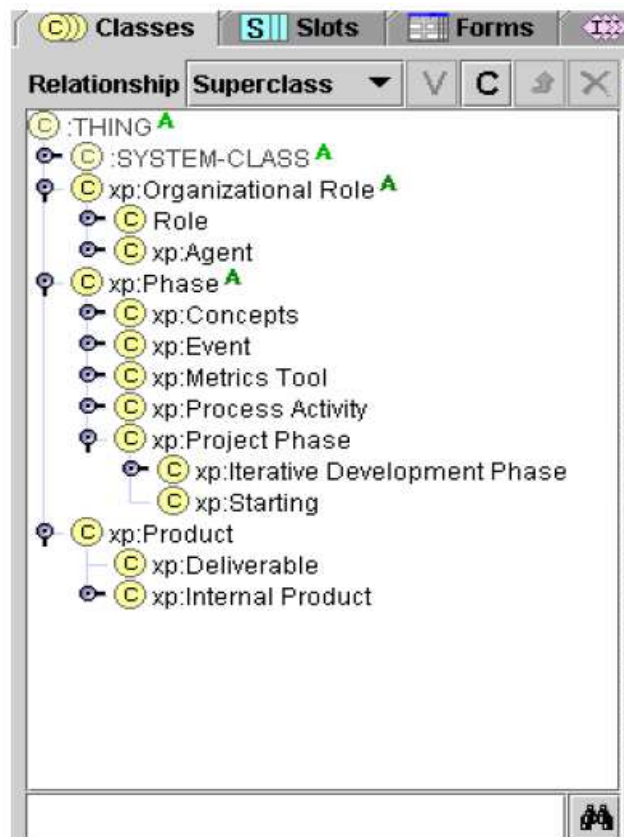 C Classes S Slots Forms I
Relationship Superclass V C
C :THING A
C :SYSTEM-CLASS A
C xp:Organizational Role A
C Role
C xp:Agent
C xp:Phase A
C xp:Concepts
C xp:Event
C xp:Metrics Tool
C xp:Process Activity
C xp:Project Phase
C xp:Iterative Development Phase
C xp:Starting
C xp:Product
C xp:Deliverable
C xp:Internal Product